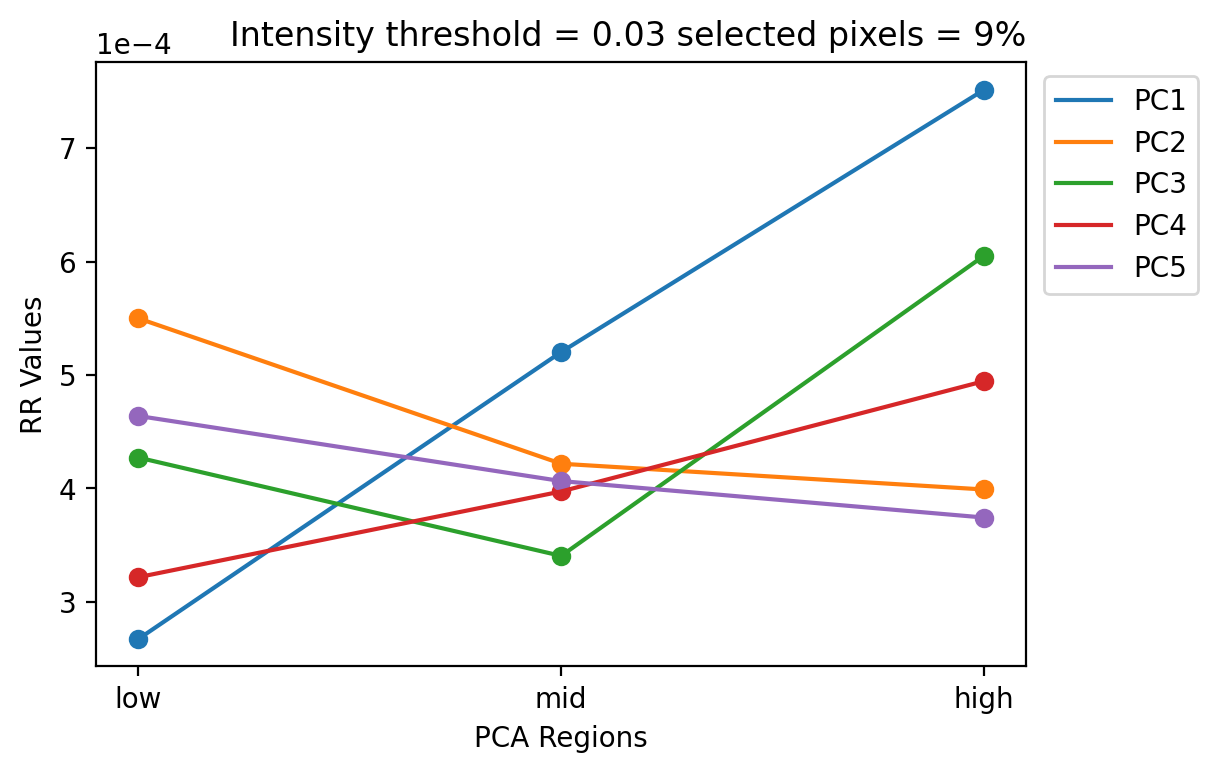 Intensity threshold = 0.03 selected pixels = 9%
1e−4
7
6
5
4
3
RR Values
low
mid
high
PCA Regions
PC1
PC2
PC3
PC4
PC5